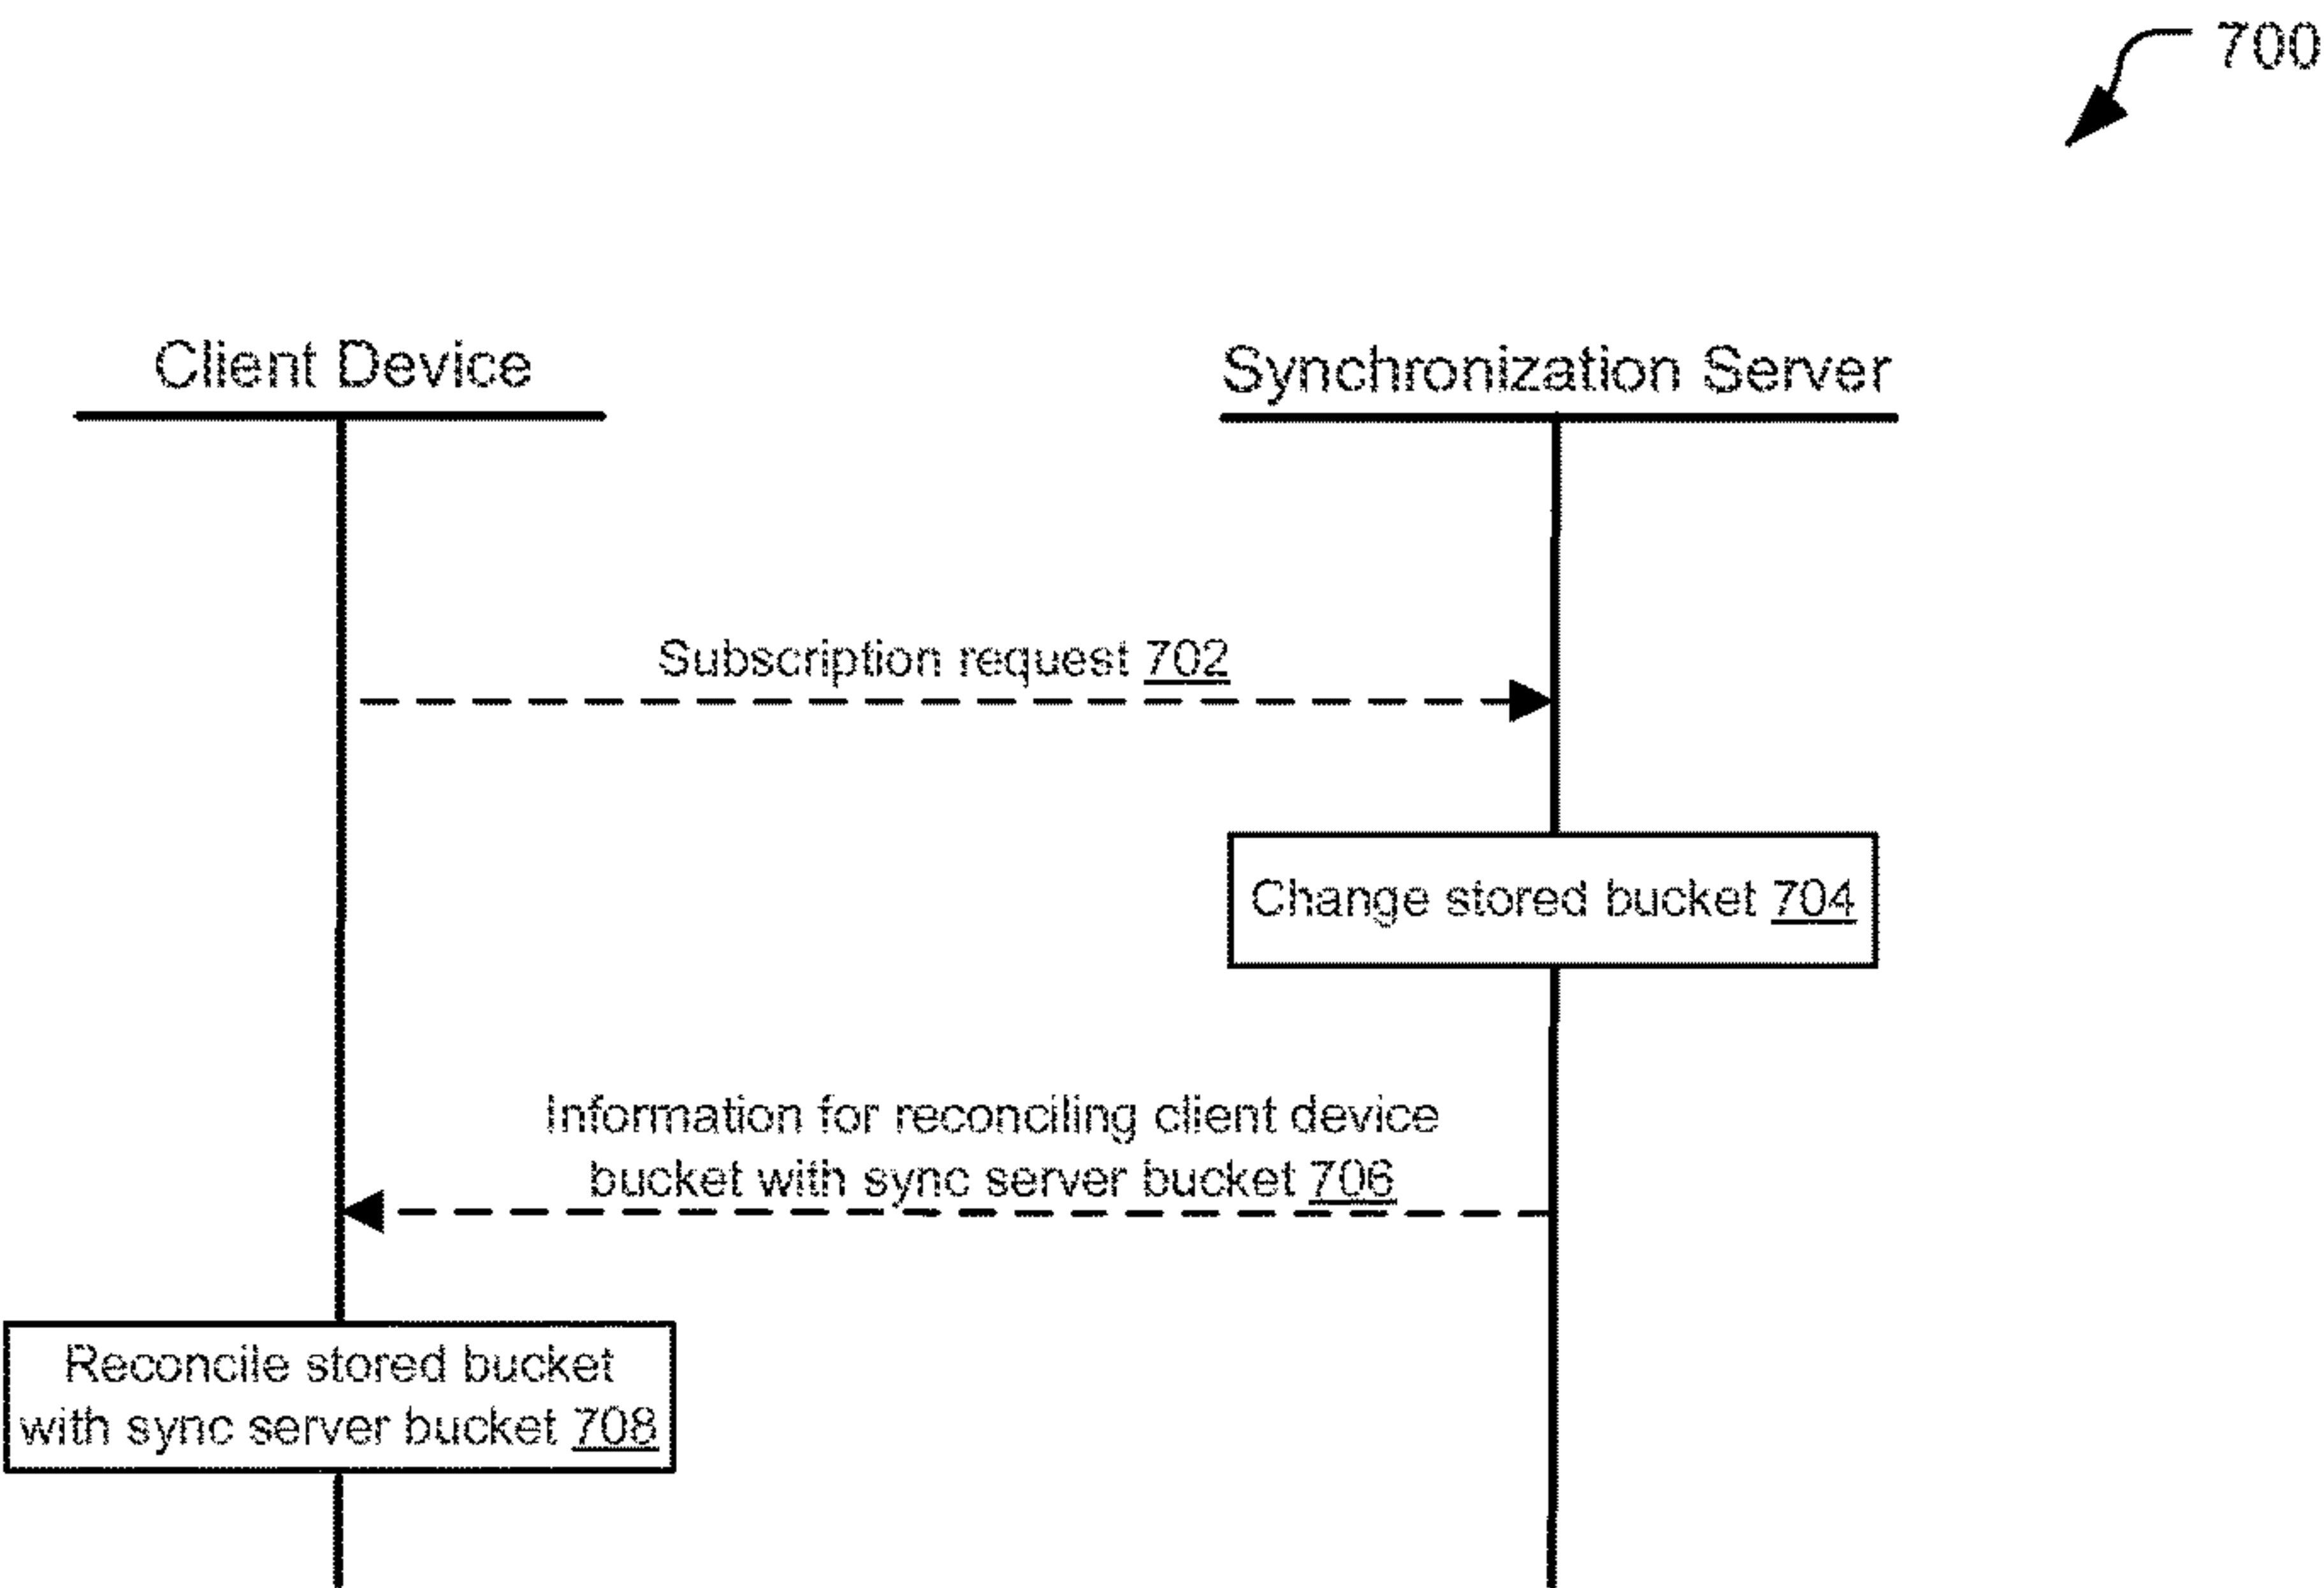 700
Client Device
Synchronization Server
Subscription request 702
Change stored bucket 704
Information for reconciling client device
bucket with sync server bucket 706
Reconcile stored bucket
with sync server bucket 708